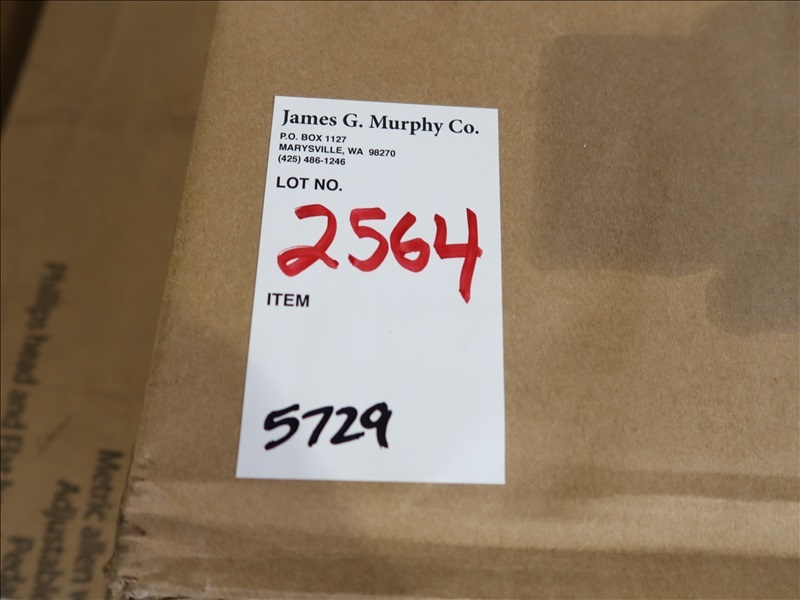 James G. Murphy Co.
P.O. BOX 1127
MARYSVILLE, WA 98270
(425) 486-1246
LOT NO.
2564
ITEM
5729
Phillips head and Flat
Metric allen
Adjustable